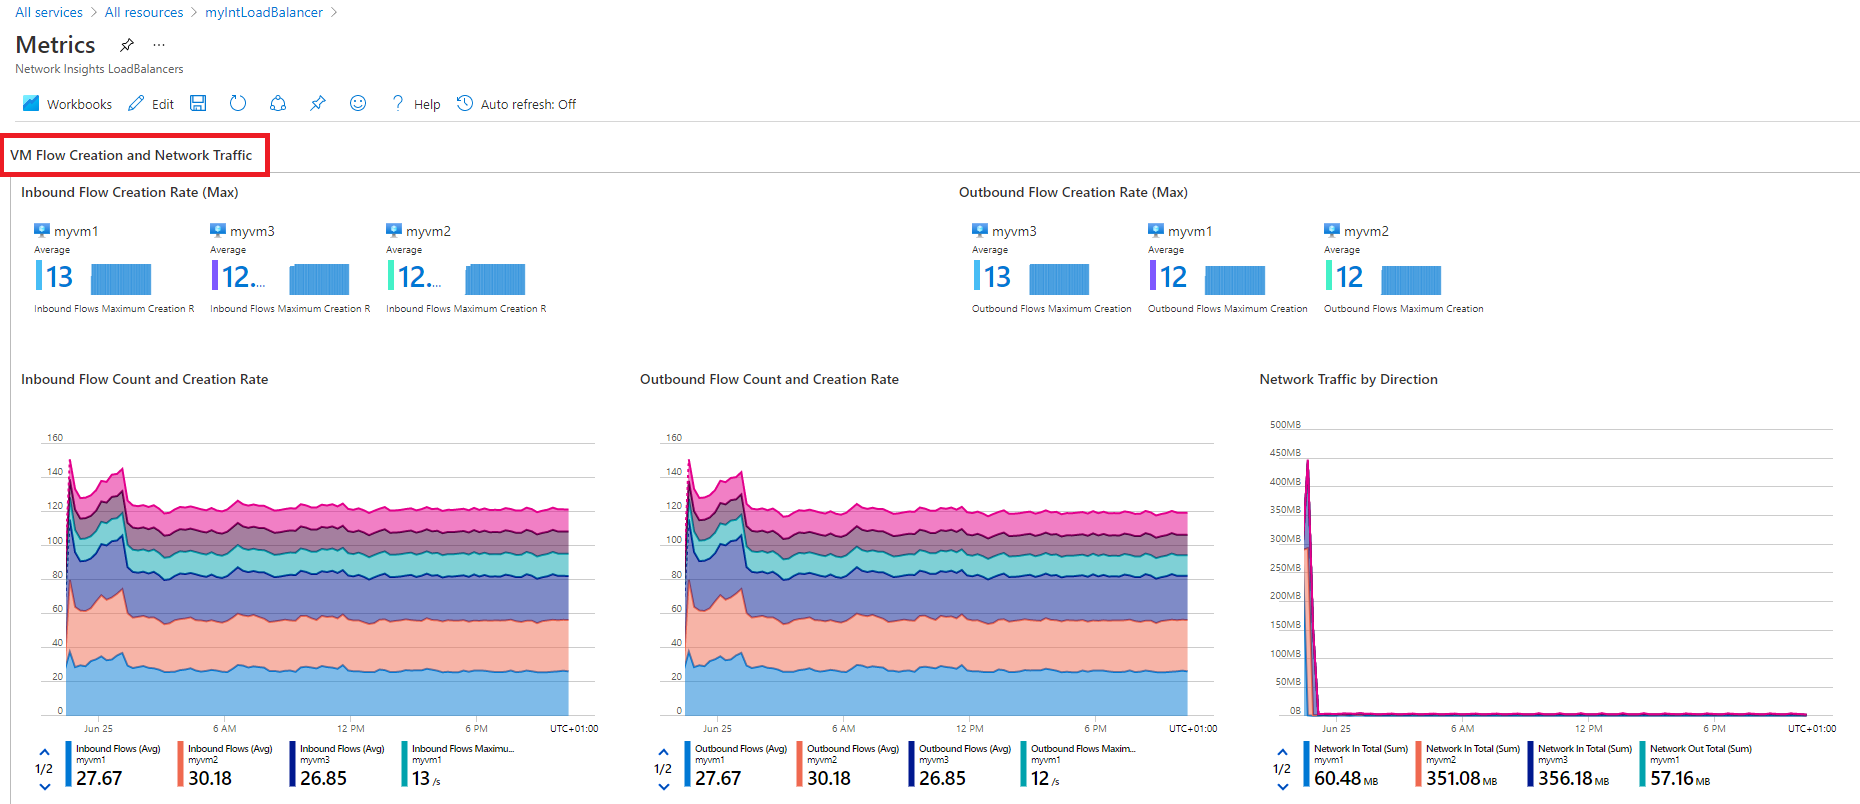 All services > All resources > myIntLoadBalancer >
Metrics ...
Network Insights LoadBalancers
Workbooks Edit ? Help Auto refresh: Off
VM Flow Creation and Network Traffic
Inbound Flow Creation Rate (Max)
myvm1 myvm3 myvm2
Average Average Average
13 12.... 12....
Inbound Flows Maximum Creation R Inbound Flows Maximum Creation R Inbound Flows Maximum Creation R
Outbound Flow Creation Rate (Max)
myvm3 myvm1 myvm2
Average Average Average
13 12 12
Outbound Flows Maximum Creation Outbound Flows Maximum Creation Outbound Flows Maximum Creation
Inbound Flow Count and Creation Rate
160
140
120
100
80
60
40
20
0
Jun 25 6 AM 12 PM 6 PM UTC+01:00
1/2
Inbound Flows (Avg) Inbound Flows (Avg) Inbound Flows (Avg) Inbound Flows Maximu...
myvm1 myvm2 myvm3 myvm1
27.67 30.18 26.85 13 /s
Outbound Flow Count and Creation Rate
160
140
120
100
80
60
40
20
0
Jun 25 6 AM 12 PM 6 PM UTC+01:00
1/2
Outbound Flows (Avg) Outbound Flows (Avg) Outbound Flows (Avg) Outbound Flows Maxim...
myvm1 myvm2 myvm3 myvm1
27.67 30.18 26.85 12 /s
Network Traffic by Direction
500MB
450MB
400MB
350MB
300MB
250MB
200MB
150MB
100MB
50MB
0B
Jun 25 6 AM 12 PM 6 PM UTC+01:00
1/2
Network In Total (Sum) Network In Total (Sum) Network In Total (Sum) Network Out Total (Sum)
myvm1 myvm2 myvm3 myvm1
60.48 MB 351.08 MB 356.18 MB 57.16 MB